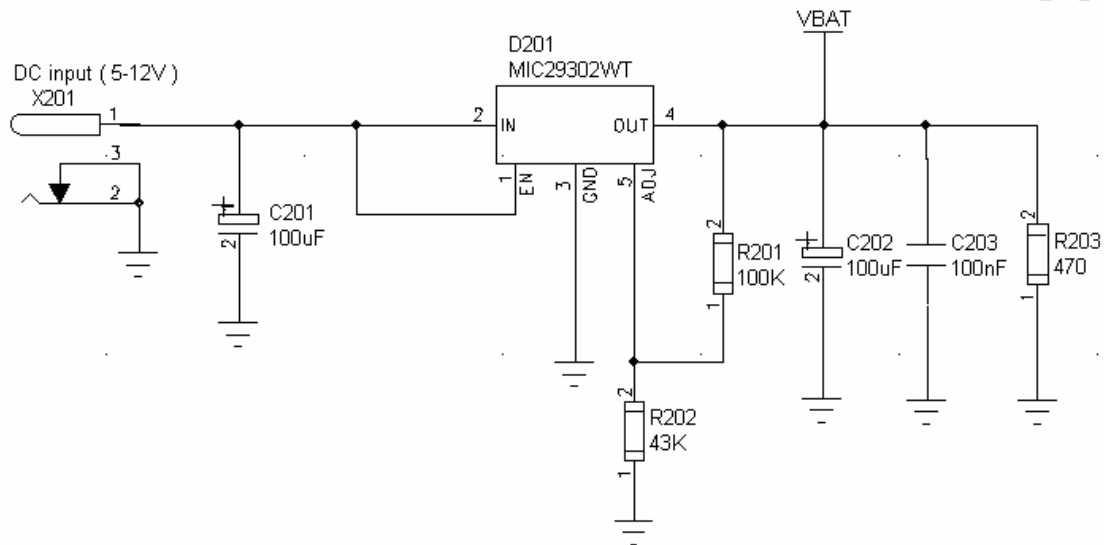 VBAT
D201
MIC29302WT
DC input ( 5-12V )
X201
1
2
IN
OUT
4
3
2
1
EN
3
GND
5
ADJ
C201
100uF
2
2
R201
100K
1
C202
100uF
2
C203
100nF
2
R203
470
1
2
R202
43K
1